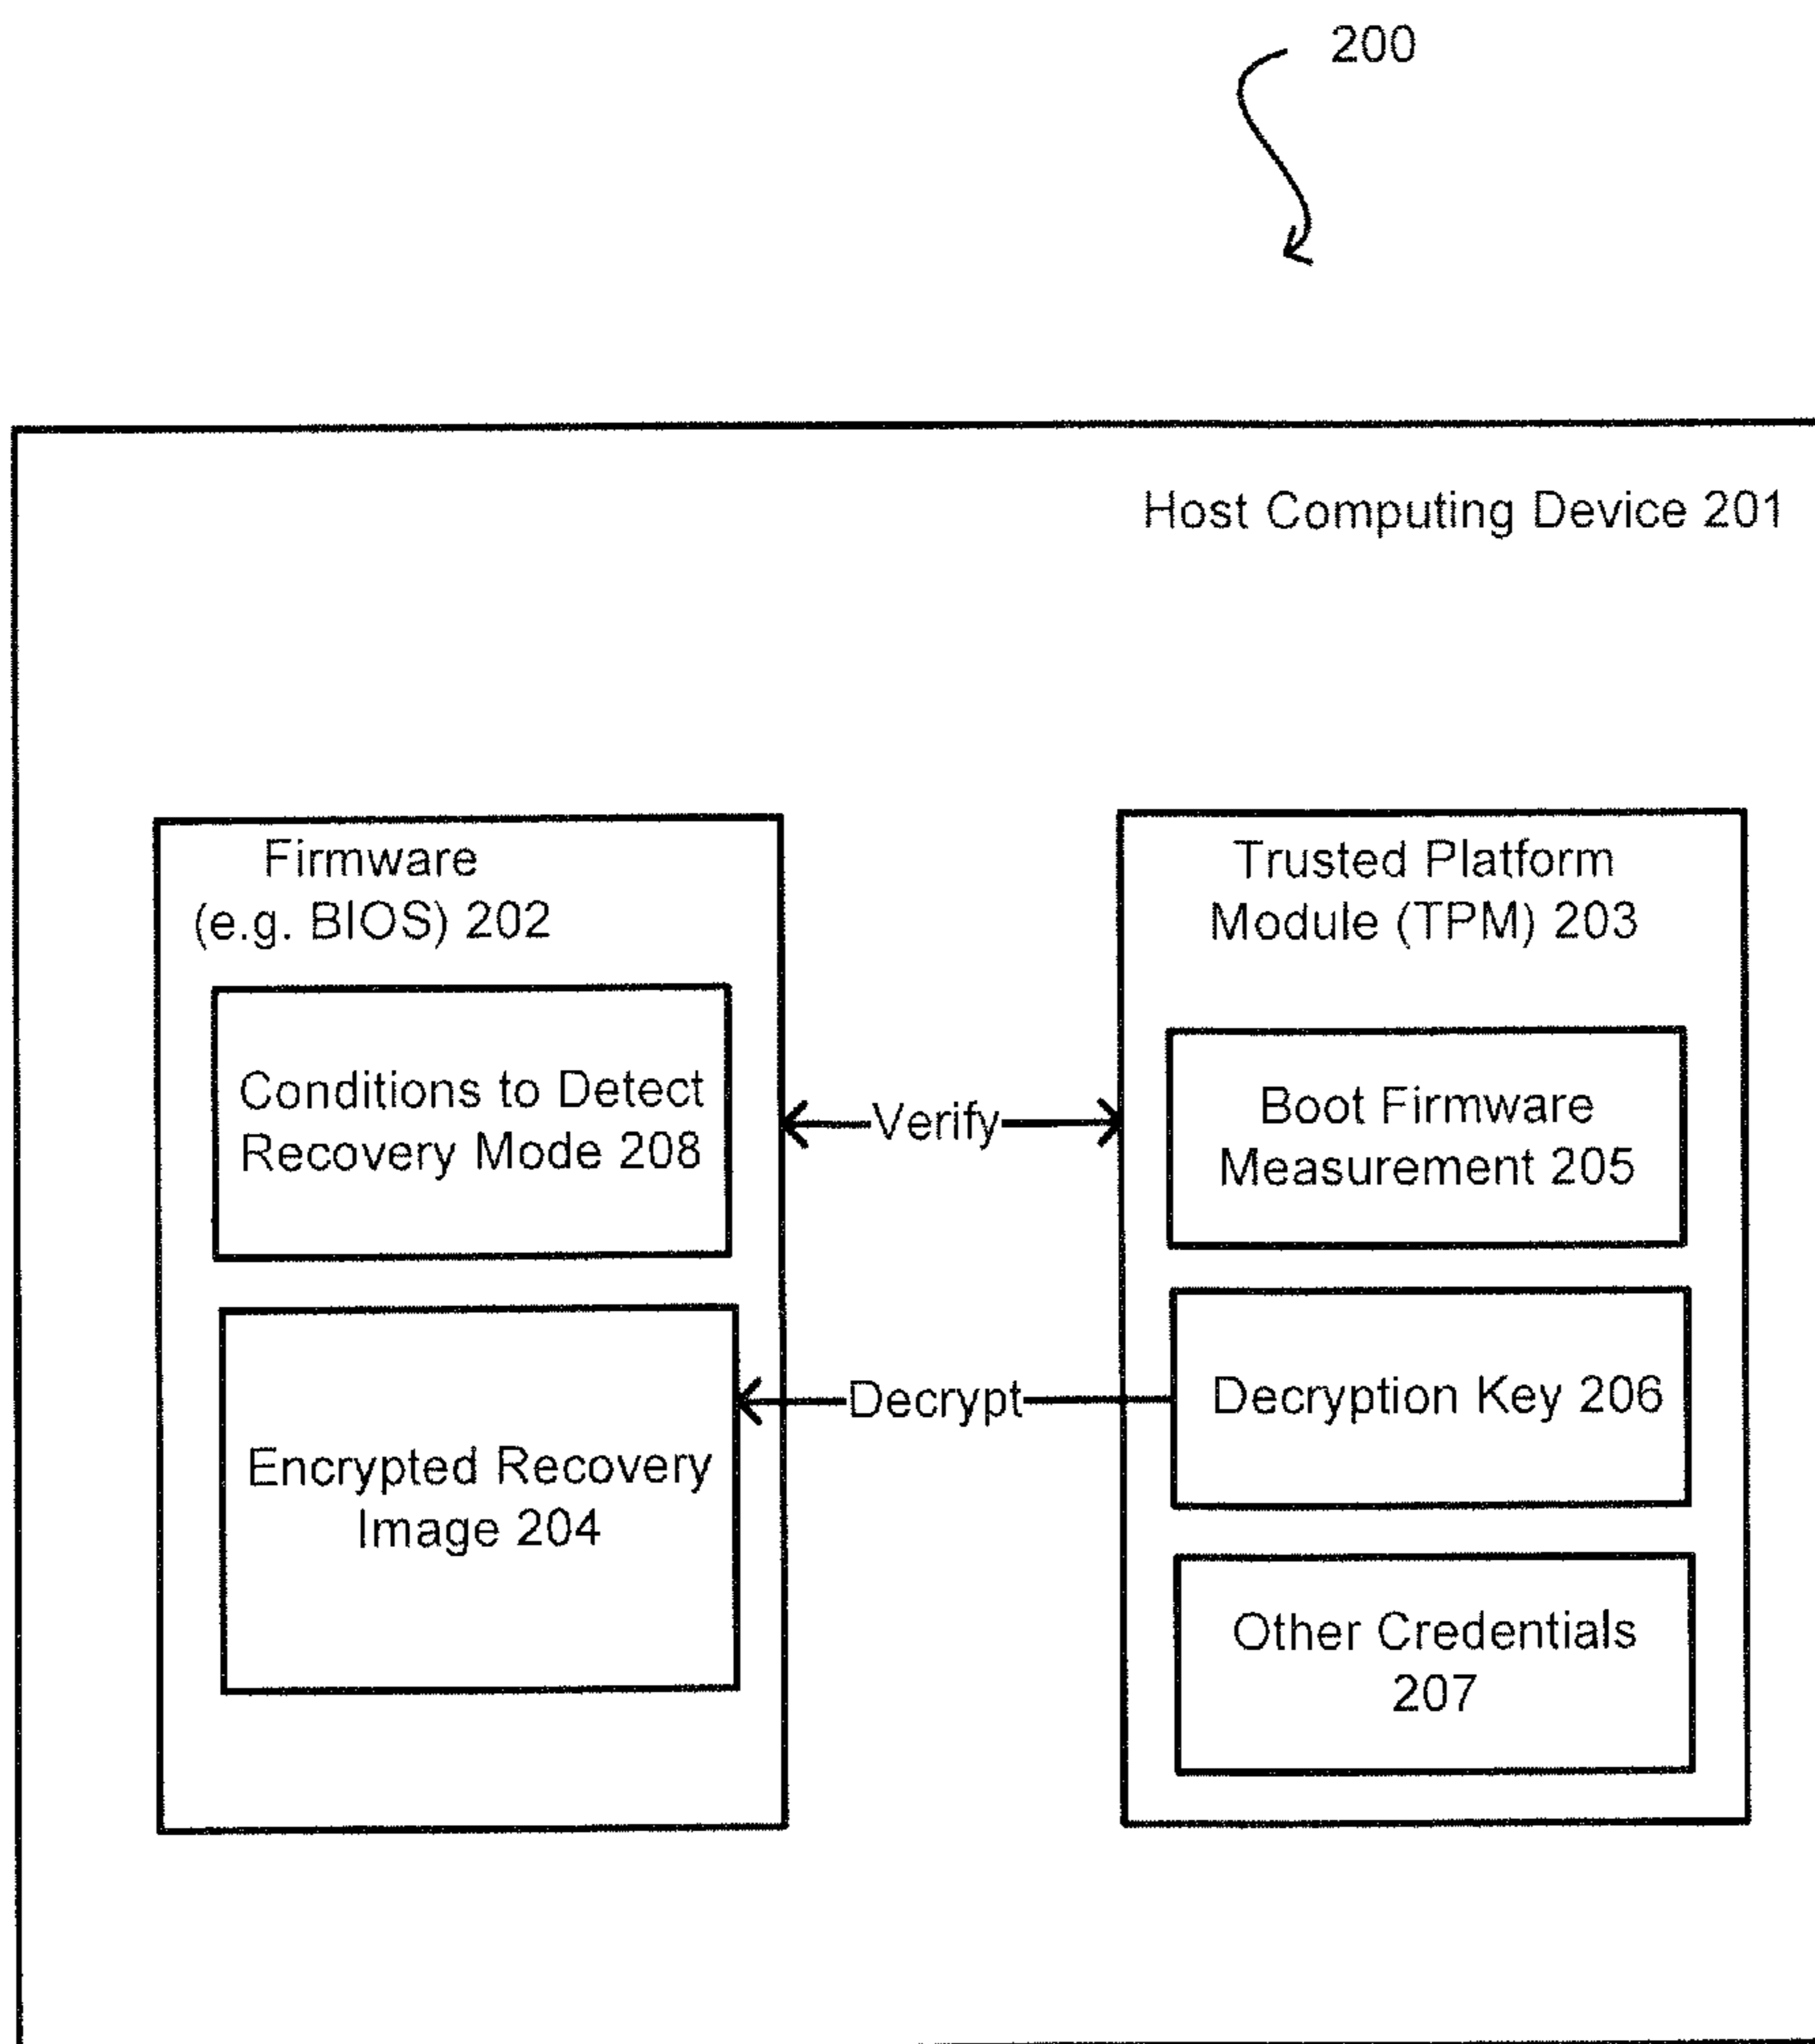 200
Host Computing Device 201
Firmware
(e.g. BIOS) 202
Conditions to Detect
Recovery Mode 208
Encrypted Recovery
Image 204
Verify
Decrypt
Trusted Platform
Module (TPM) 203
Boot Firmware
Measurement 205
Decryption Key 206
Other Credentials
207